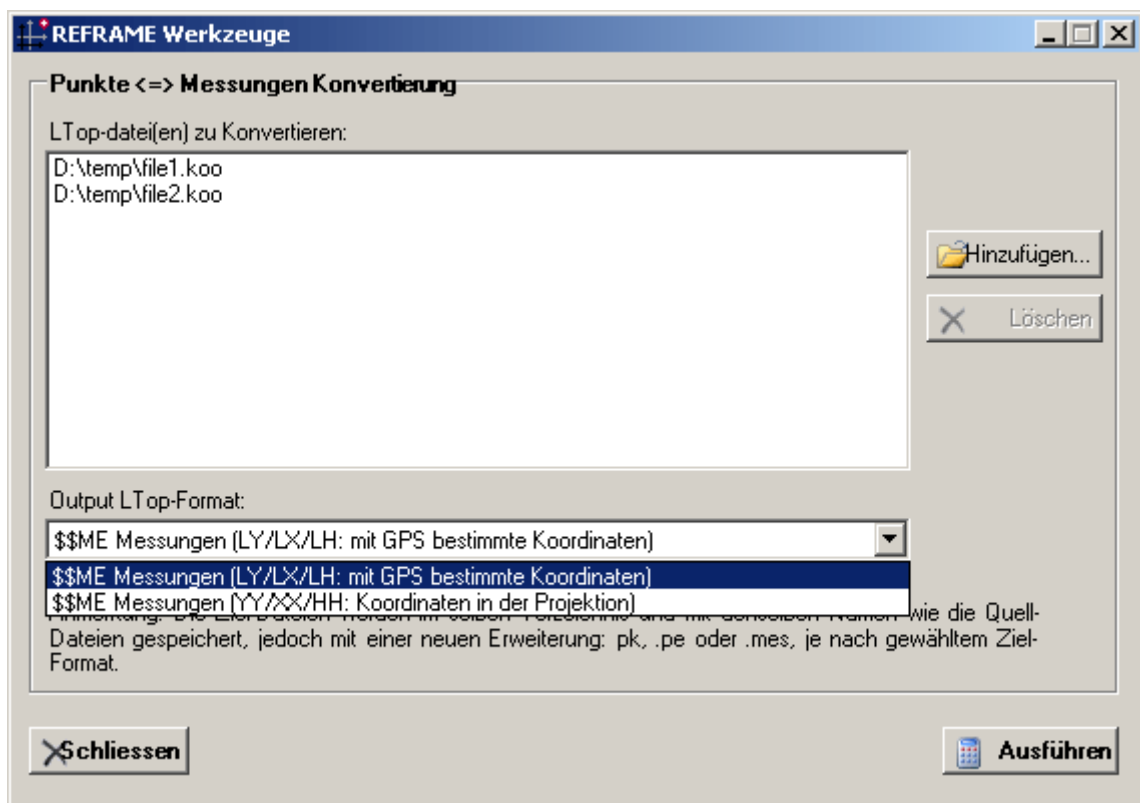 REFRAME Werkzeuge
Punkte <=> Messungen Konvertierung
LTop-datei(en) zu Konvertieren:
D:\temp\file1.koo
D:\temp\file2.koo
Hinzufügen...
Löschen
Output LTop-Format:
$$ME Messungen (LY/LX/LH: mit GPS bestimmte Koordinaten)
$$ME Messungen (LY/LX/LH: mit GPS bestimmte Koordinaten)
$$ME Messungen (YY/XX/HH: Koordinaten in der Projektion)
wie die Quell-
Dateien gespeichert, jedoch mit einer neuen Erweiterung: pk, .pe oder .mes, je nach gewähltem Ziel-
Format.
Schliessen
Ausführen